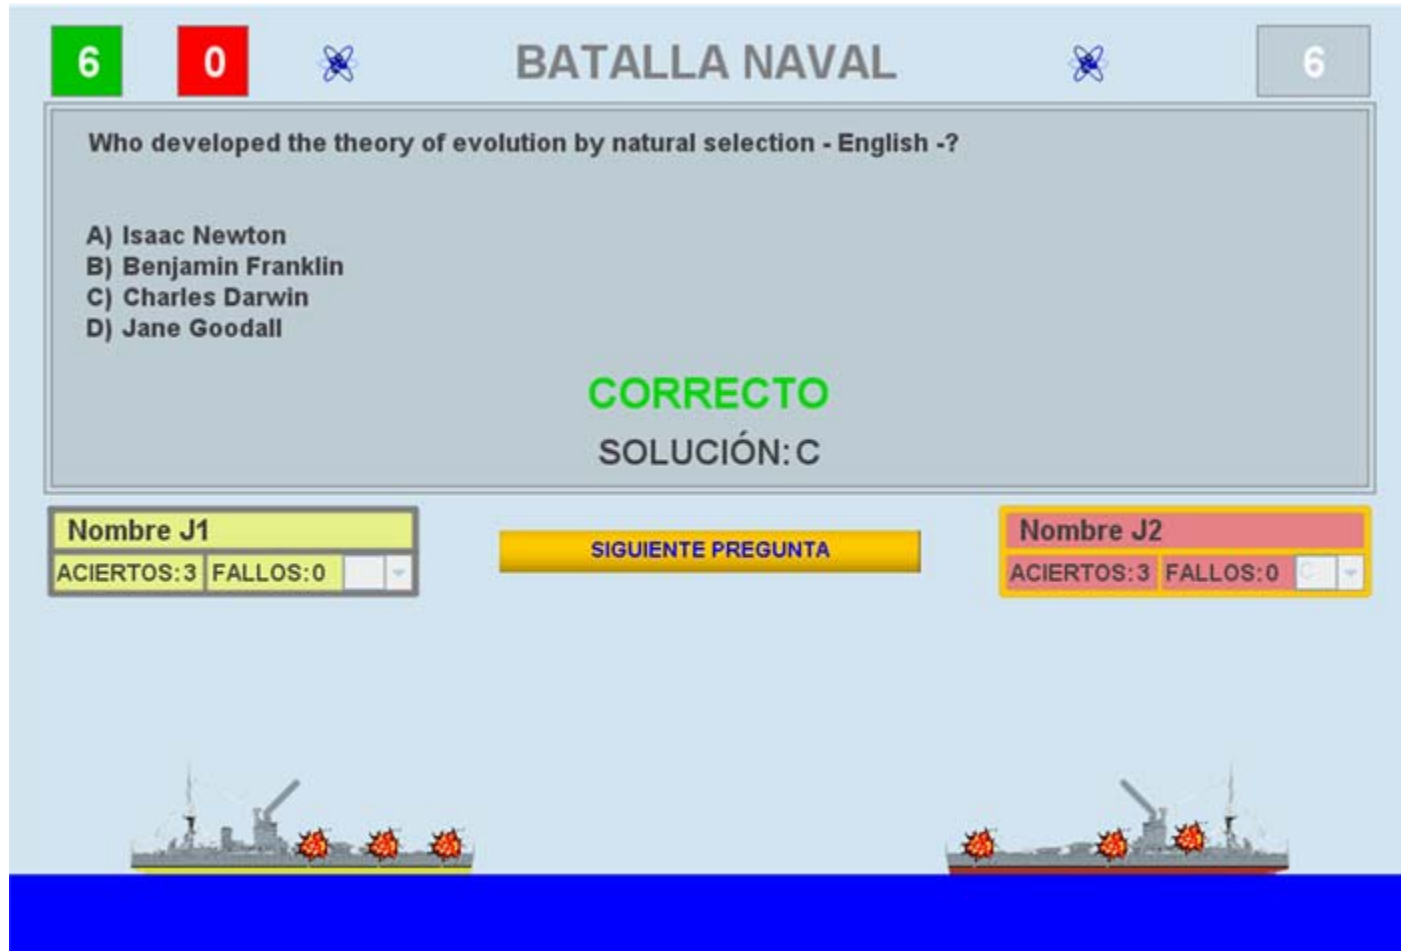 6 0 BATALLA NAVAL 6
Who developed the theory of evolution by natural selection - English -?
A) Isaac Newton
B) Benjamin Franklin
C) Charles Darwin
D) Jane Goodall
CORRECTO
SOLUCIÓN: C
Nombre J1
ACIERTOS: 3 FALLOS: 0
SIGUIENTE PREGUNTA
Nombre J2
ACIERTOS: 3 FALLOS: 0 C